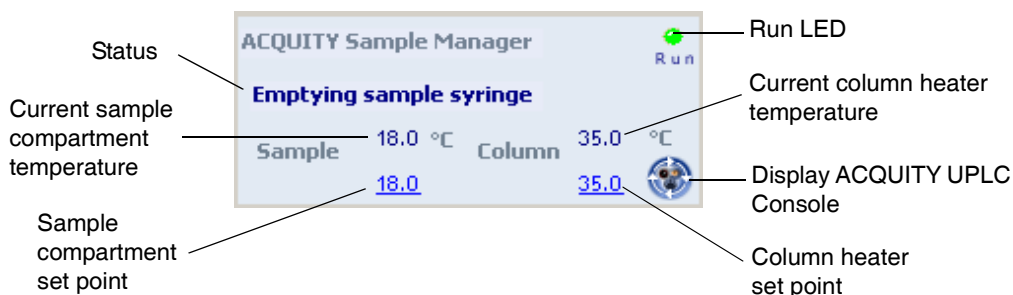 Status
Current sample
compartment
temperature
Sample
compartment
set point
ACQUITY Sample Manager
Run
Emptying sample syringe
Sample 18.0 °C Column 35.0 °C
18.0 35.0
Run LED
Current column heater
temperature
Display ACQUITY UPLC
Console
Column heater
set point